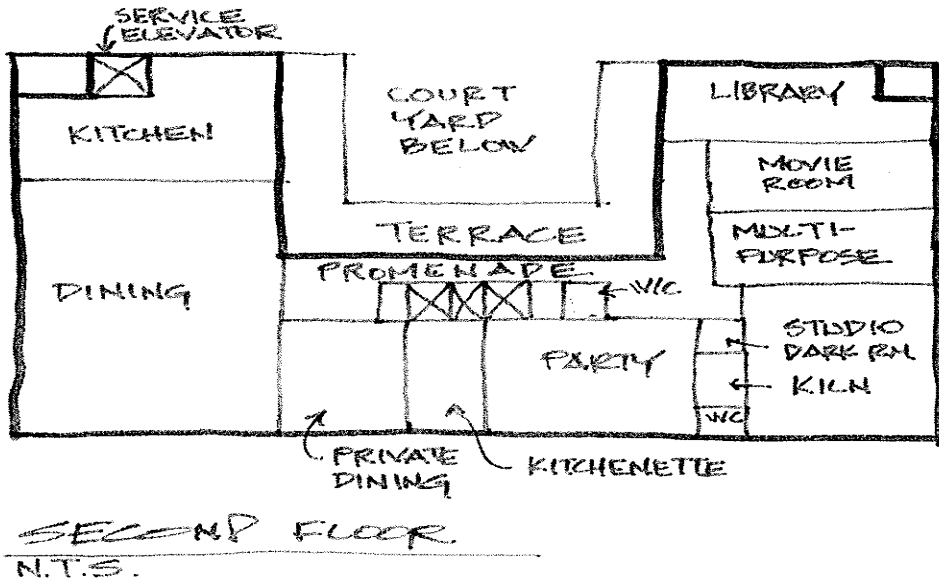 SERVICE
ELEVATOR
KITCHEN
COURT
YARD
BELOW
LIBRARY
MOVIE
ROOM
MULTI-
PURPOSE
TERRACE
PROMENADE
W/C
DINING
PARTY
STUDIO
DARK RM
KILN
WC
PRIVATE
DINING
KITCHENETTE
SECOND FLOOR
N.T.S.